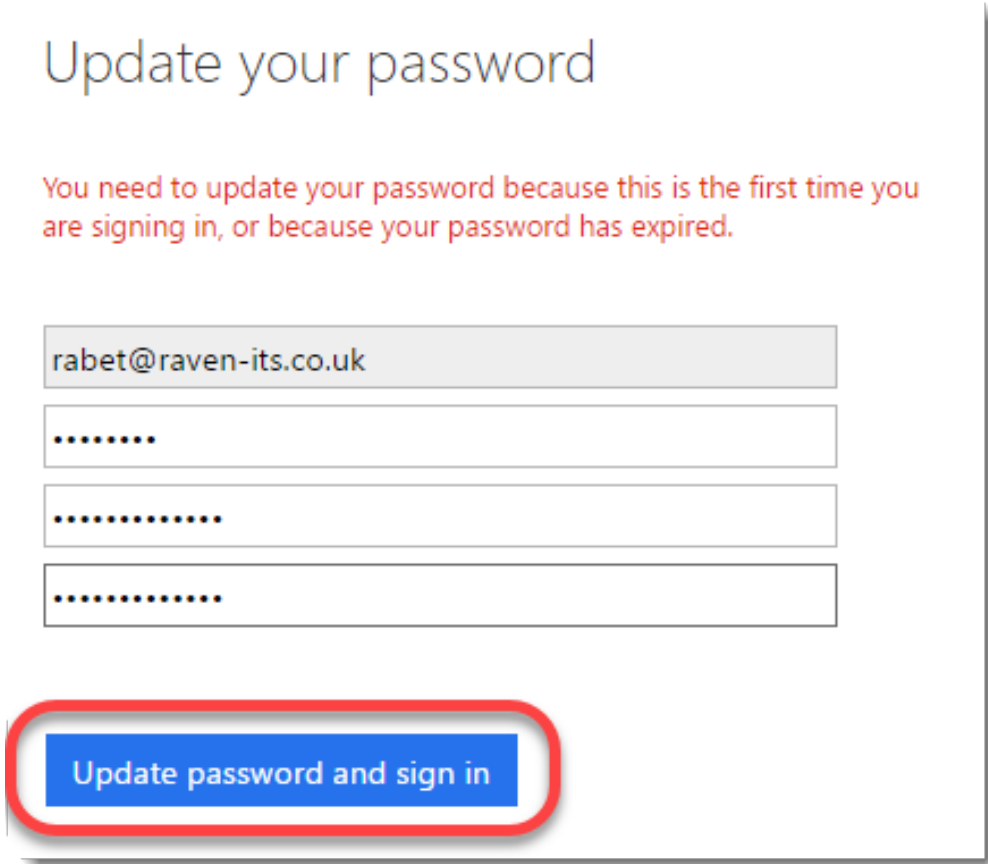 Update your password
You need to update your password because this is the first time you
are signing in, or because your password has expired.
rabet@raven-its.co.uk
••••••••
•••••••••••••
•••••••••••••
Update password and sign in